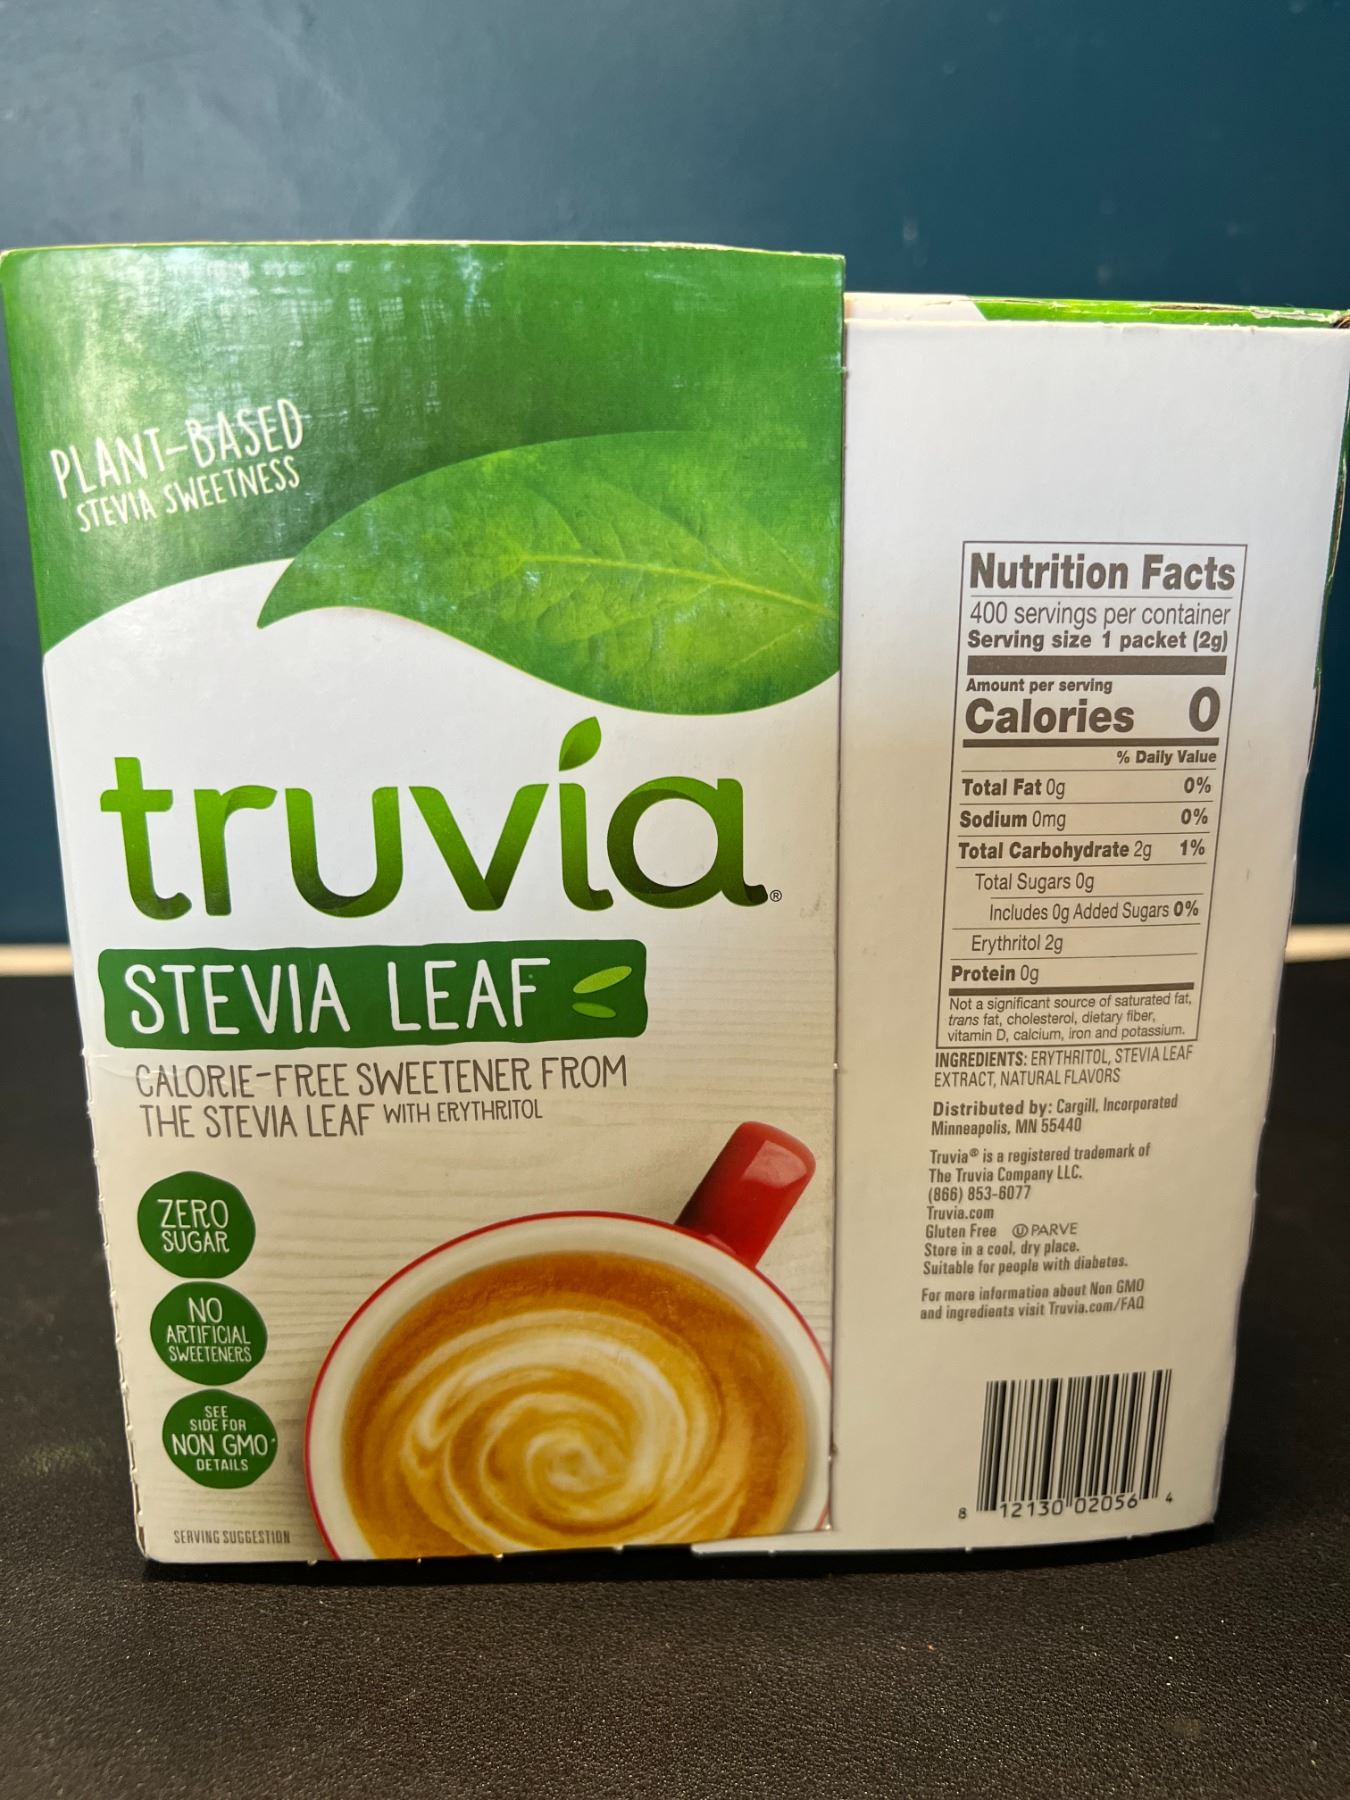 PLANT-BASED
STEVIA SWEETNESS
truvia®
STEVIA LEAF
CALORIE-FREE SWEETENER FROM
THE STEVIA LEAF WITH ERYTHRITOL
ZERO
SUGAR
NO
ARTIFICIAL
SWEETENERS
SEE
SIDE FOR
NON GMO
DETAILS
SERVING SUGGESTION
Nutrition Facts
400 servings per container
Serving size 1 packet (2g)
Amount per serving
Calories 0
% Daily Value
Total Fat 0g 0%
Sodium 0mg 0%
Total Carbohydrate 2g 1%
Total Sugars 0g
Includes 0g Added Sugars 0%
Erythritol 2g
Protein 0g
Not a significant source of saturated fat,
trans fat, cholesterol, dietary fiber,
vitamin D, calcium, iron and potassium.
INGREDIENTS: ERYTHRITOL, STEVIA LEAF
EXTRACT, NATURAL FLAVORS
Distributed by: Cargill, Incorporated
Minneapolis, MN 55440
Truvia® is a registered trademark of
The Truvia Company LLC.
(866) 853-6077
Truvia.com
Gluten Free Ⓤ PARVE
Store in a cool, dry place.
Suitable for people with diabetes.
For more information about Non GMO
and ingredients visit Truvia.com/FAQ
8 12130 02056 4